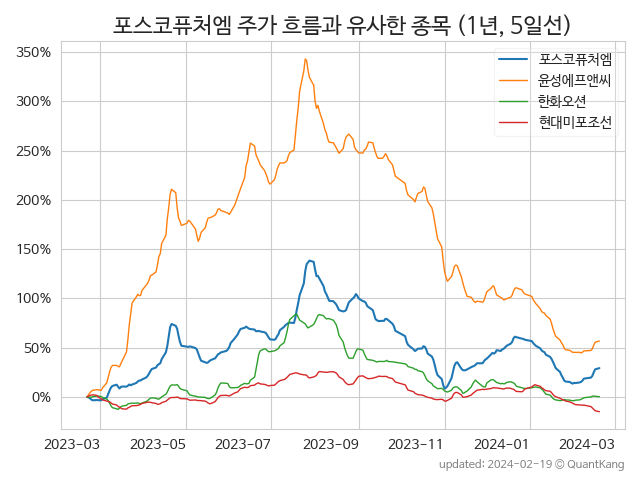 포스코퓨처엠 주가 흐름과 유사한 종목 (1년, 5일선)
350%
300%
250%
200%
150%
100%
50%
0%
포스코퓨처엠
윤성에프앤씨
한화오션
현대미포조선
2023-03
2023-05
2023-07
2023-09
2023-11
2024-01
2024-03
updated: 2024-02-19 © QuantKang